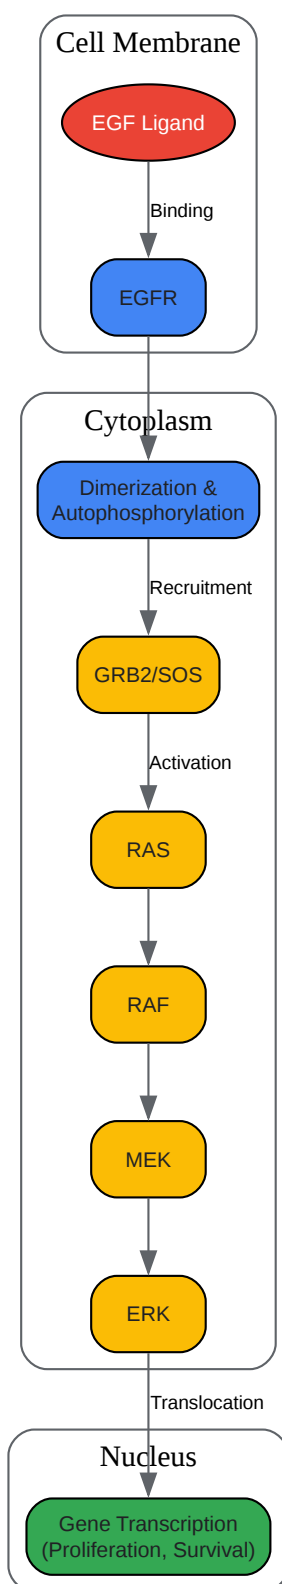 Cell Membrane
EGF Ligand
Binding
EGFR
Cytoplasm
Dimerization &
Autophosphorylation
Recruitment
GRB2/SOS
Activation
RAS
RAF
MEK
ERK
Translocation
Nucleus
Gene Transcription
(Proliferation, Survival)